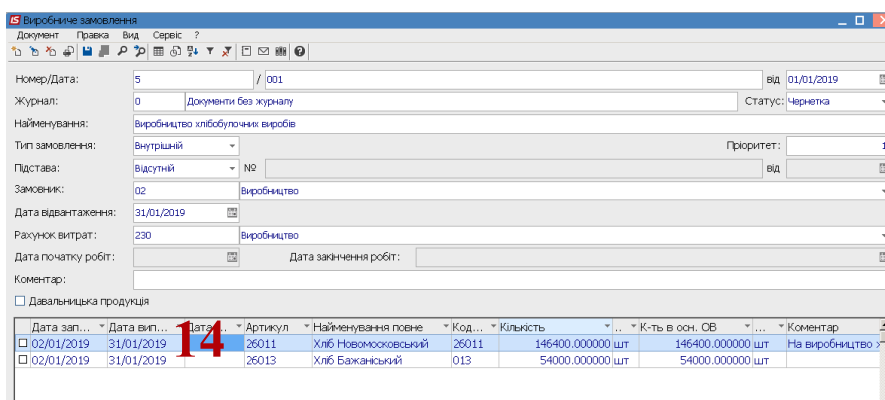 Виробниче замовлення
Документ Правка Вид Сервіс ?
Номер/Дата: 5 / 001 від 01/01/2019
Журнал: 0 Документи без журналу Статус: Чернетка
Найменування: Виробництво хлібобулочних виробів
Тип замовлення: Внутрішній Пріоритет: 1
Підстава: Відсутній № від
Замовник: 02 Виробництво
Дата відвантаження: 31/01/2019
Рахунок витрат: 230 Виробництво
Дата початку робіт: Дата закінчення робіт:
Коментар:
Давальницька продукція
Дата зап... Дата вип... Дата ... Артикул Найменування повне Код... Кількість .. К-ть в осн. ОВ ... Коментар
02/01/2019 31/01/2019 26011 Хліб Новомосковський 26011 146400.000000 шт 146400.000000 шт На виробництво х
02/01/2019 31/01/2019 26013 Хліб Бажаніський 013 54000.000000 шт 54000.000000 шт
14